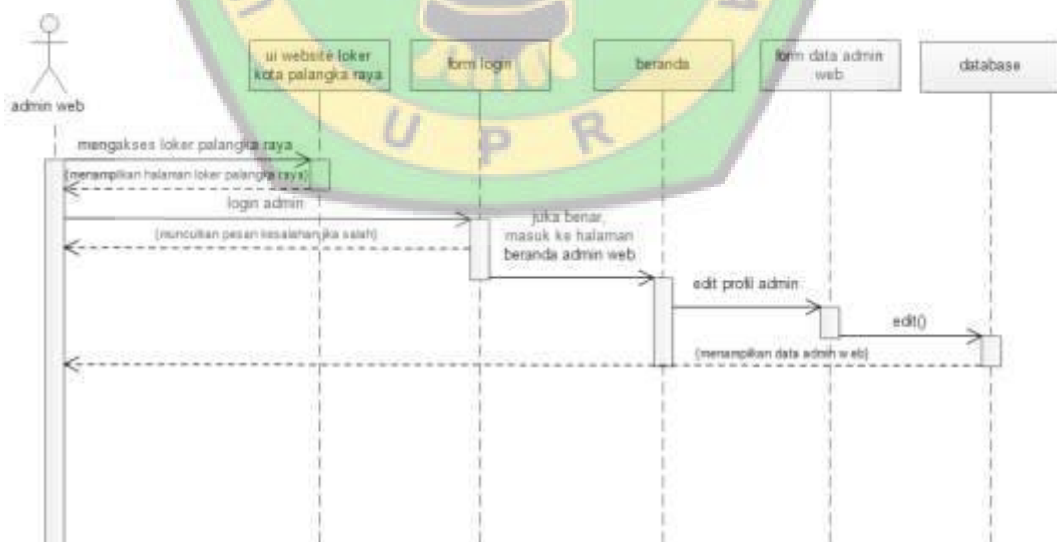 ui website loker
kota palangka raya
form login
beranda
form data admin
web
database
admin web
U P R
mengakses loker palangka raya
(menampilkan halaman loker palangka raya)
login admin
(munculkan pesan kesalahan jika salah)
juka benar,
masuk ke halaman
beranda admin web
edit profil admin
edit()
(menampilkan data admin web)